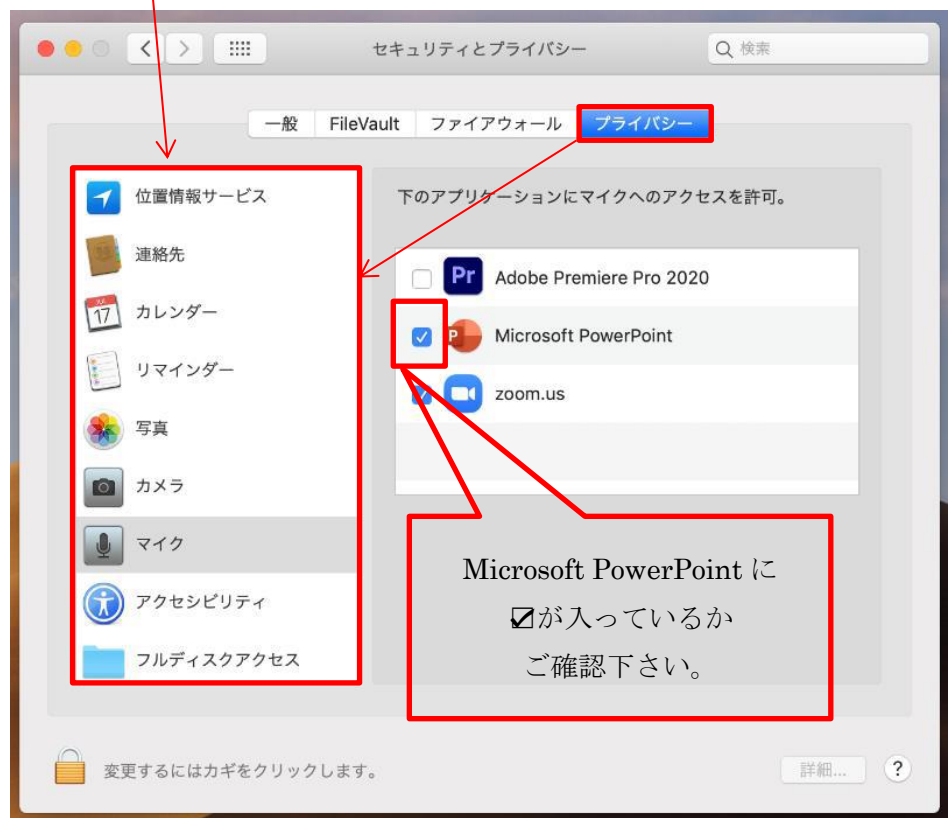 セキュリティとプライバシー
検索
一般 FileVault ファイアウォール プライバシー
位置情報サービス
連絡先
カレンダー
リマインダー
写真
カメラ
マイク
アクセシビリティ
フルディスクアクセス
下のアプリケーションにマイクへのアクセスを許可。
Pr Adobe Premiere Pro 2020
P Microsoft PowerPoint
zoom.us
Microsoft PowerPoint に
☑が入っているか
ご確認下さい。
変更するにはカギをクリックします。
詳細... ?
JUL
17